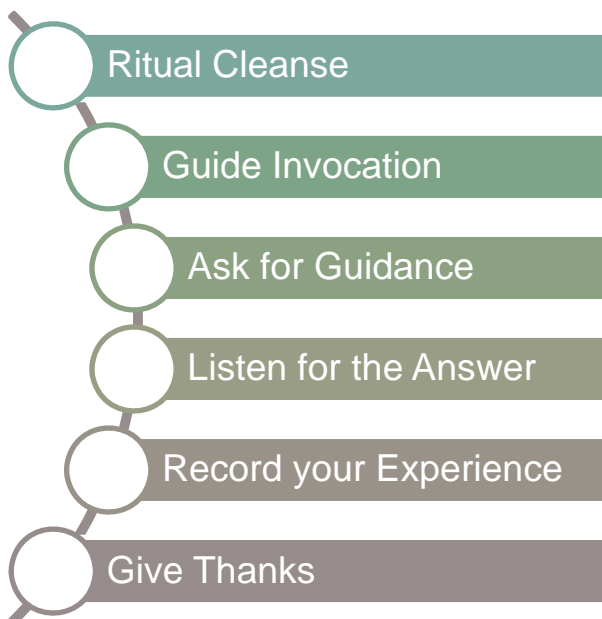 Ritual Cleanse
Guide Invocation
Ask for Guidance
Listen for the Answer
Record your Experience
Give Thanks